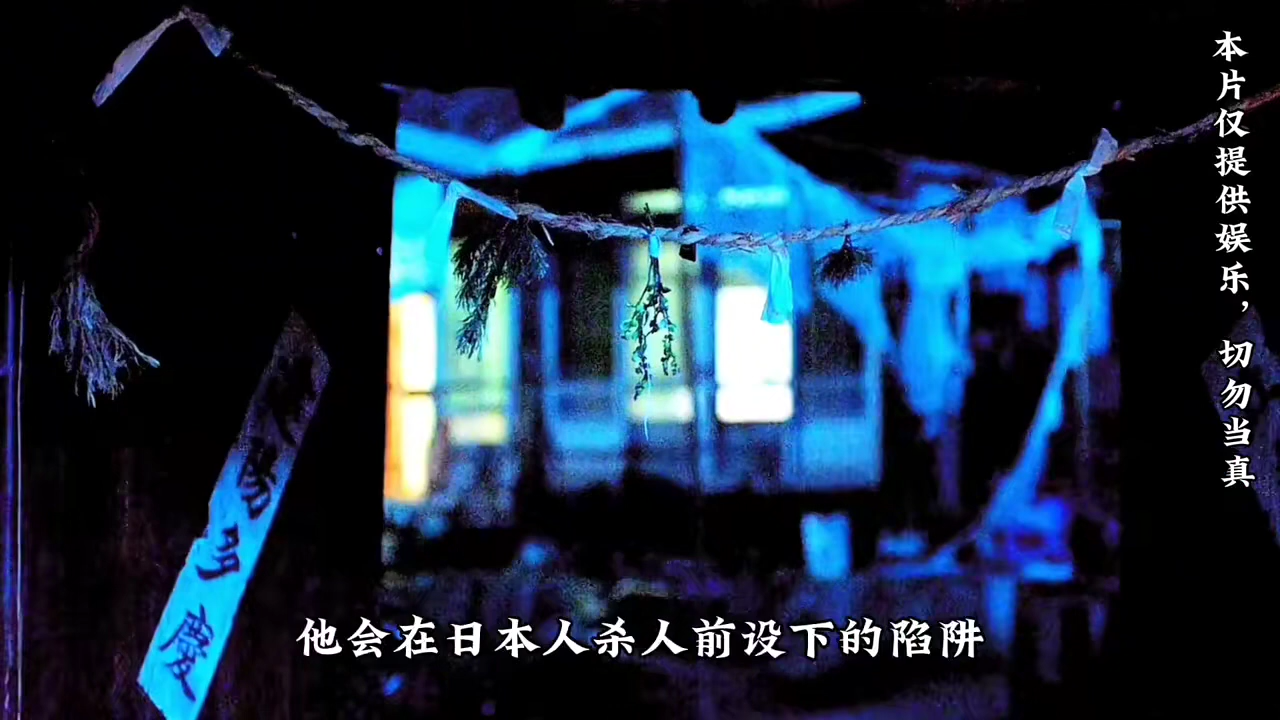 本片仅提供娱乐，切勿当真
陽多慶
他会在日本人杀人前设下的陷阱